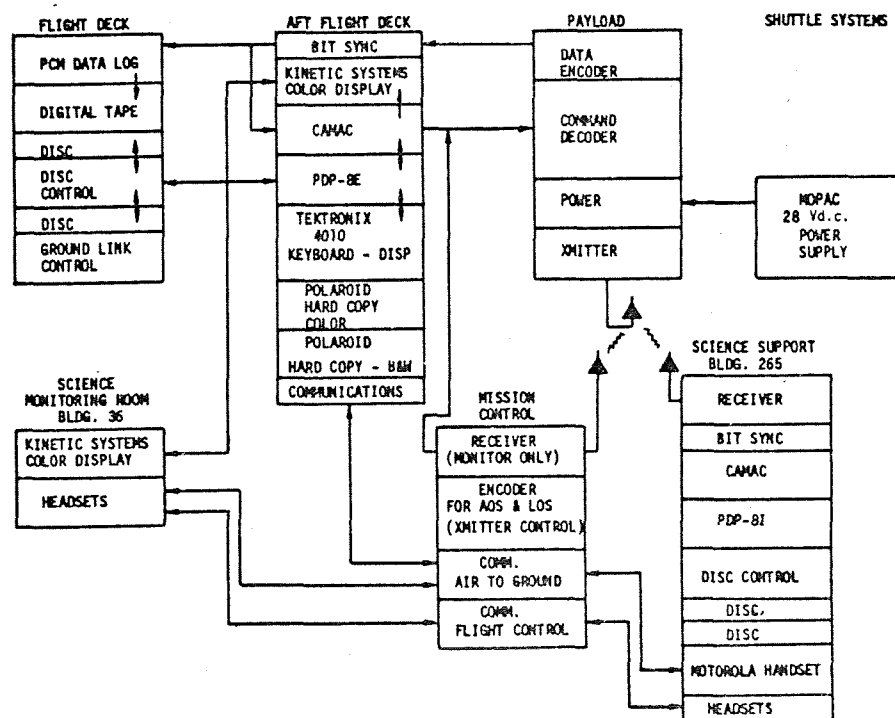 FLIGHT DECK
PCM DATA LOG
DIGITAL TAPE
DISC
DISC
CONTROL
DISC
GROUND LINK
CONTROL
AFT FLIGHT DECK
BIT SYNC
KINETIC SYSTEMS
COLOR DISPLAY
CAMAC
PDP-8E
TEKTRONIX
4010
KEYBOARD - DISP
POLAROID
HARD COPY
COLOR
POLAROID
HARD COPY - B&W
COMMUNICATIONS
PAYLOAD
DATA
ENCODER
COMMAND
DECODER
POWER
XMITTER
SHUTTLE SYSTEMS
MOPAC
28 Vd.c.
POWER
SUPPLY
SCIENCE
MONITORING ROOM
BLDG. 36
KINETIC SYSTEMS
COLOR DISPLAY
HEADSETS
MISSION
CONTROL
RECEIVER
(MONITOR ONLY)
ENCODER
FOR AOS & LOS
(XMITTER CONTROL)
COMM.
AIR TO GROUND
COMM.
FLIGHT CONTROL
SCIENCE SUPPORT
BLDG. 265
RECEIVER
BIT SYNC
CAMAC
PDP-8I
DISC CONTROL
DISC,
DISC
MOTOROLA HANDSET
HEADSETS